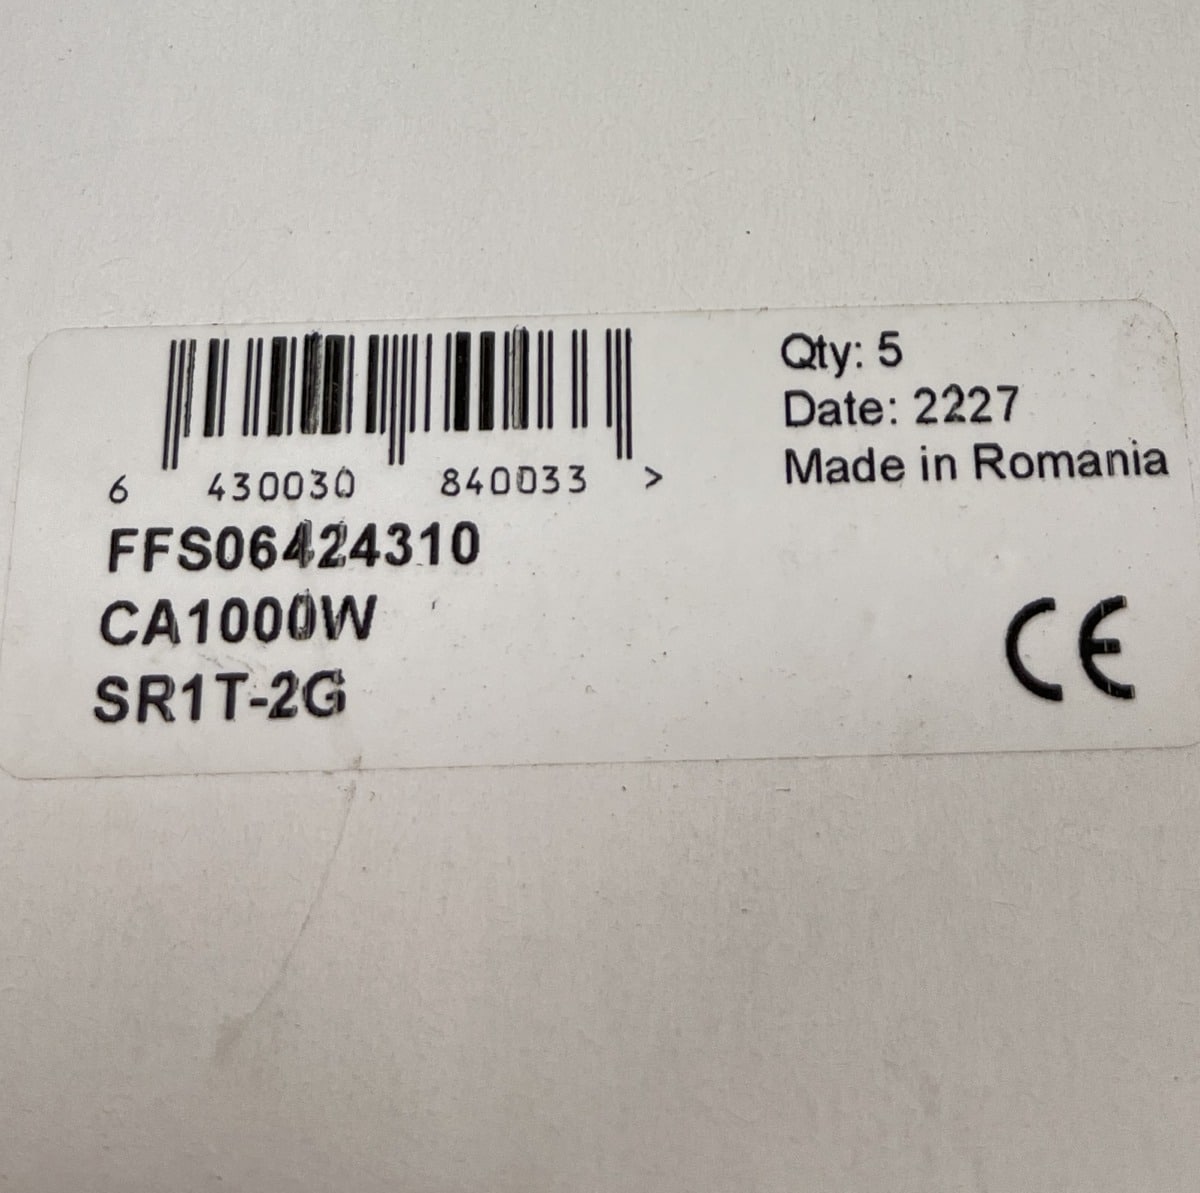 6 430030 840033 >
FFS06424310
CA1000W
SR1T-2G
Qty: 5
Date: 2227
Made in Romania
CE